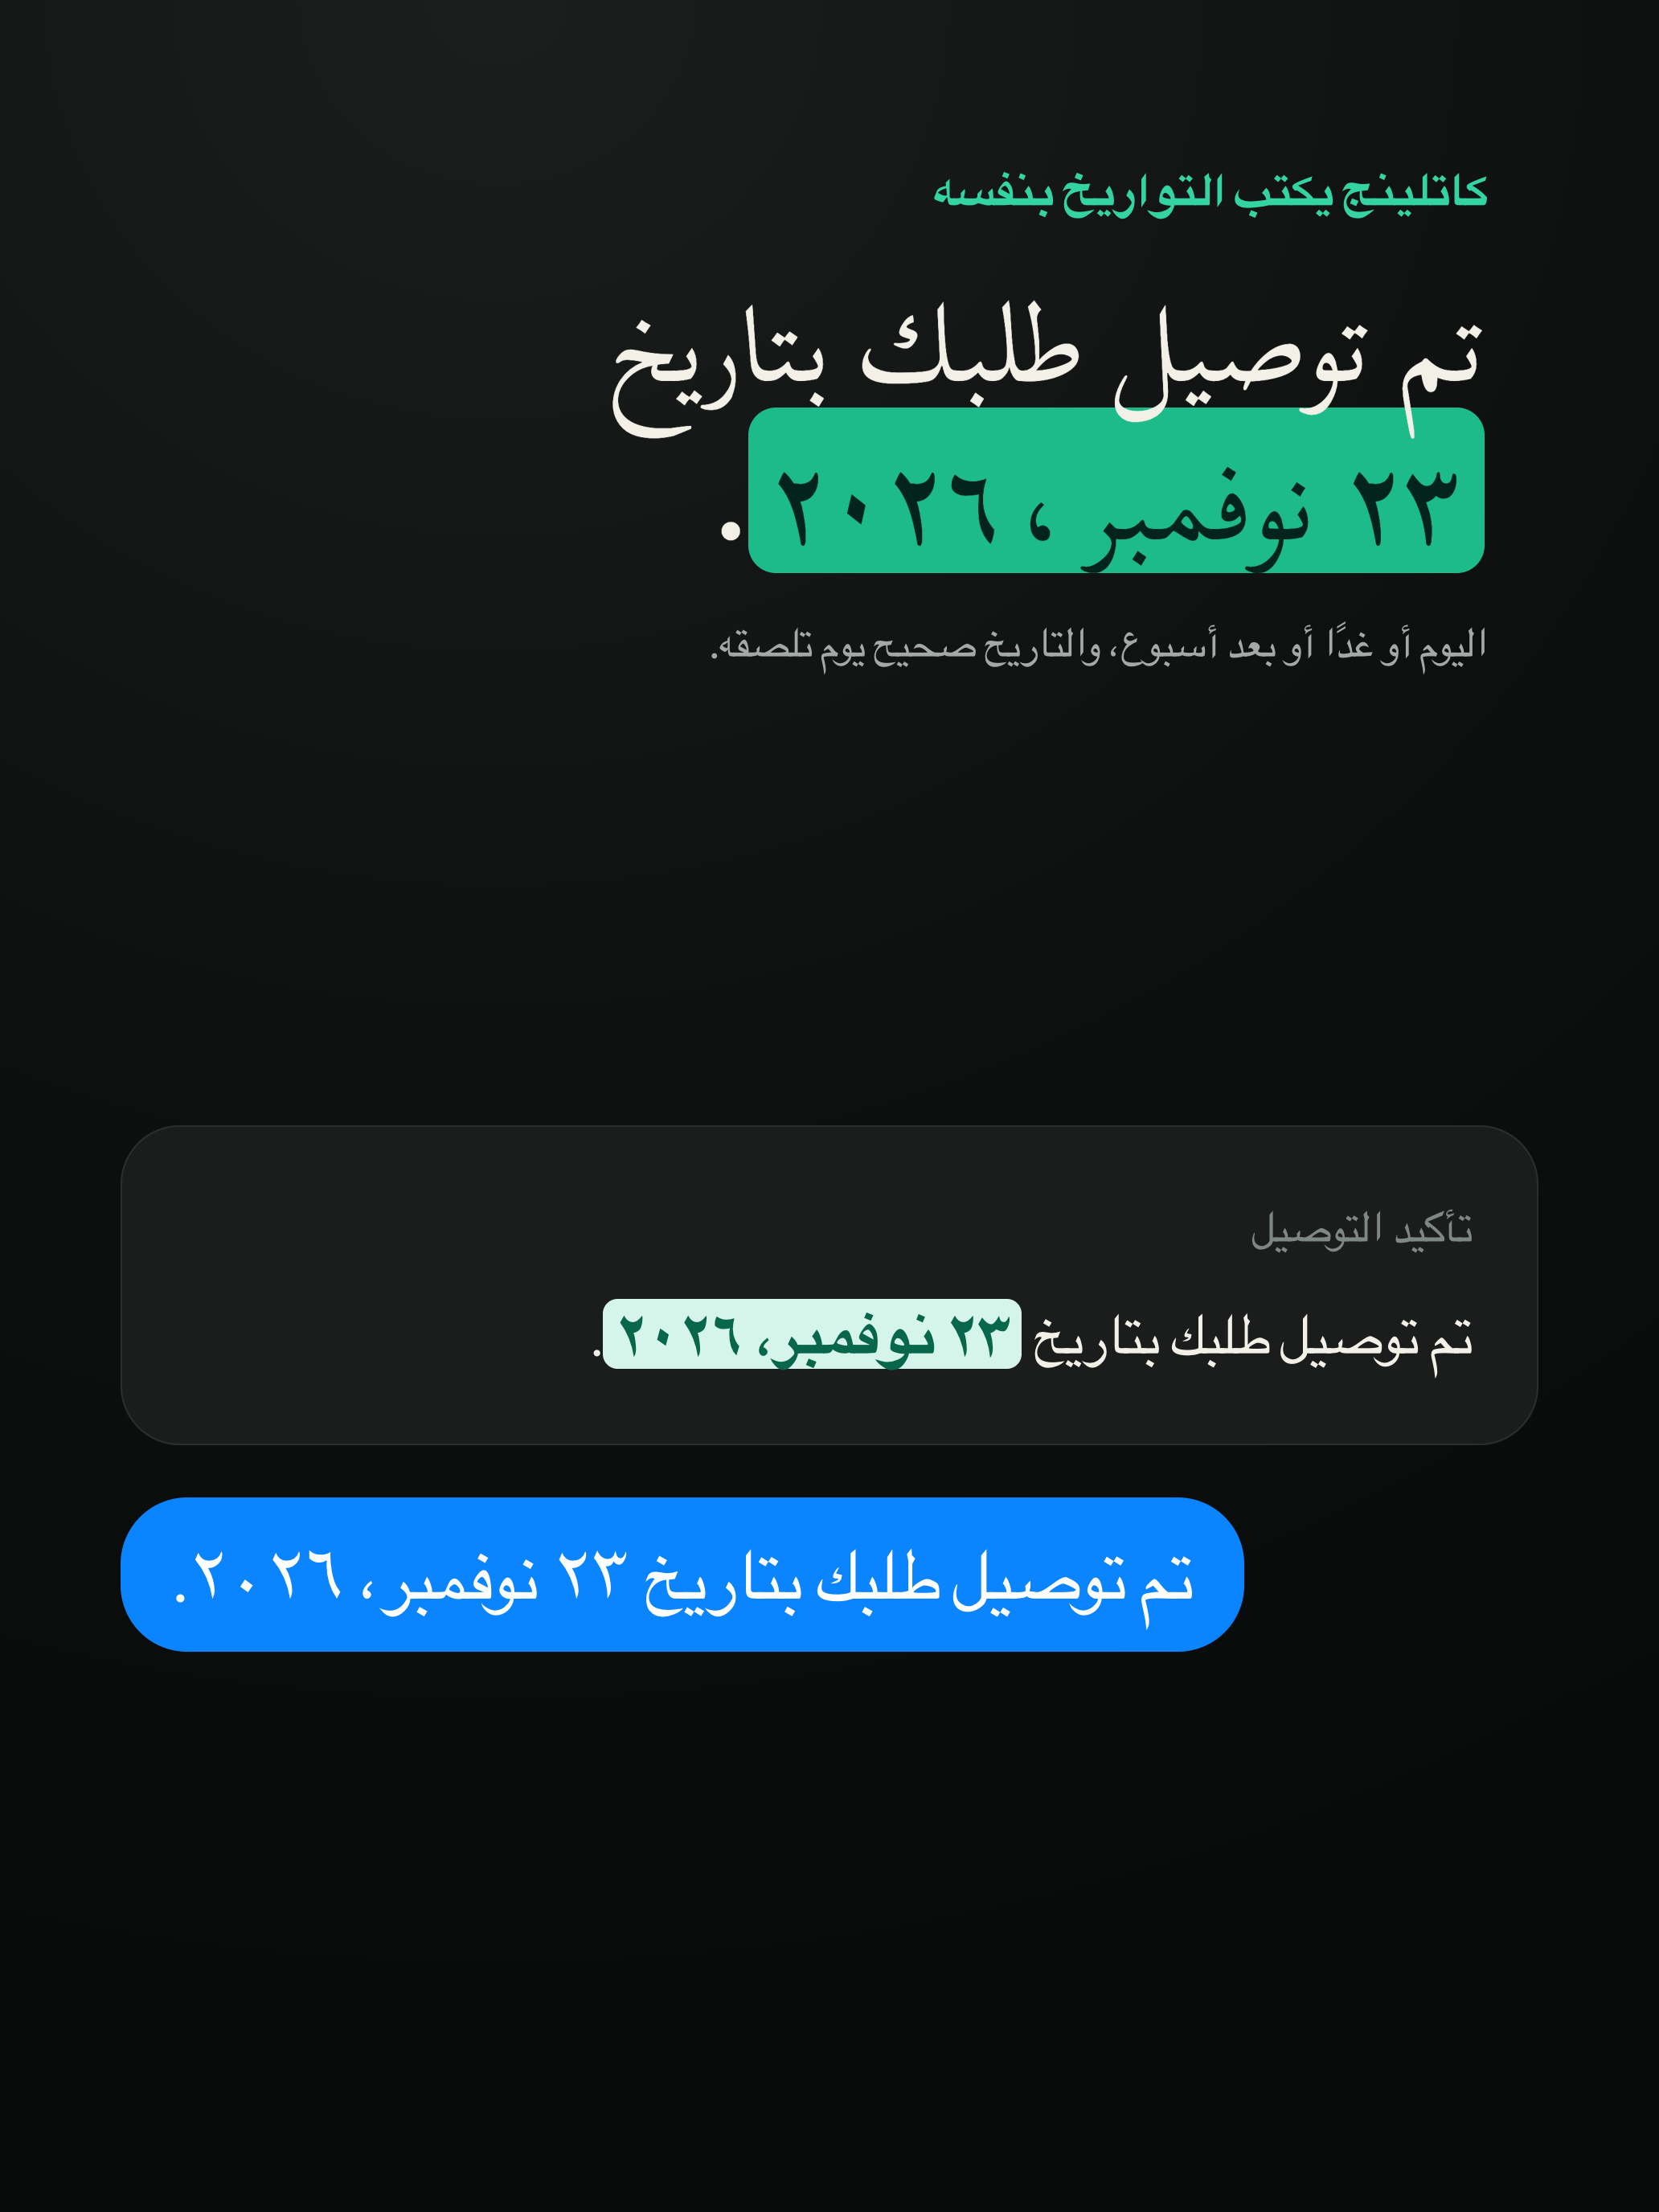 كاتلينج يكتب التواريخ بنفسه
تم توصيل طلبك بتاريخ
٢٣ نوفمبر، ٢٠٢٦.
اليوم أو غدًا أو بعد أسبوع، والتاريخ صحيح يوم تلصقه.
تأكيد التوصيل
تم توصيل طلبك بتاريخ ٢٣ نوفمبر، ٢٠٢٦.
تم توصيل طلبك بتاريخ ٢٣ نوفمبر، ٢٠٢٦.